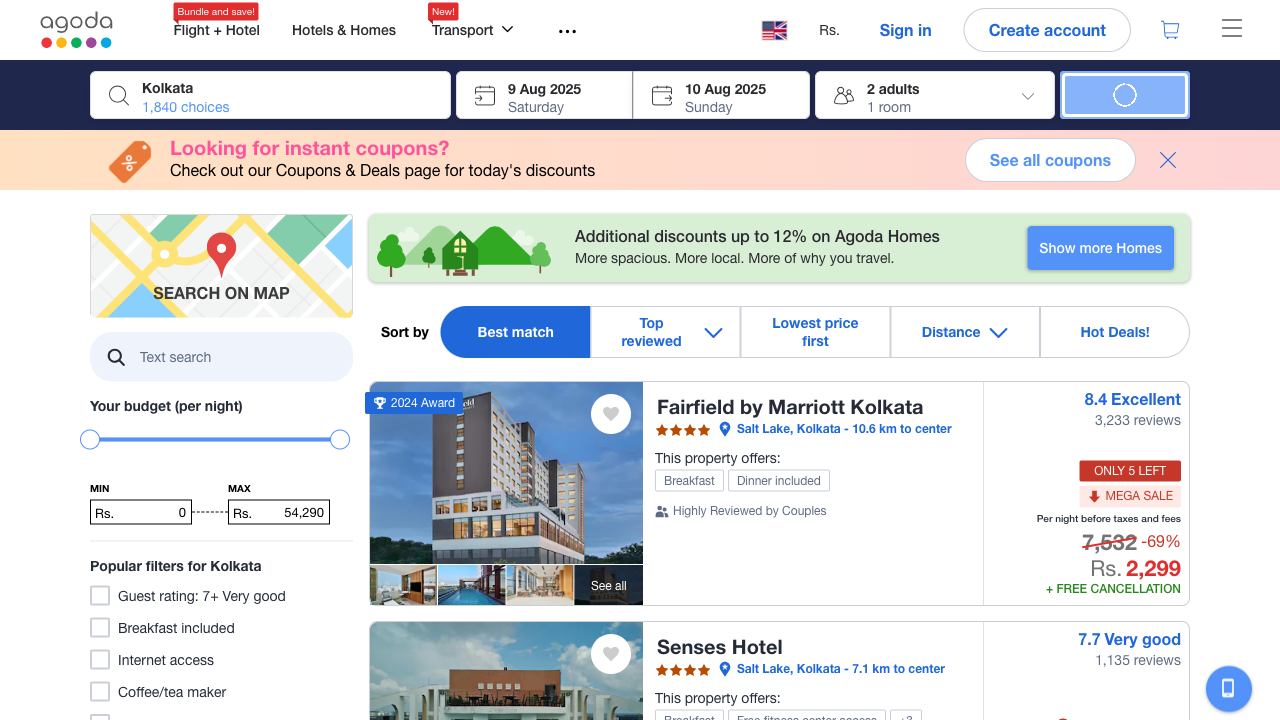 agoda
Bundle and save!
Flight + Hotel
Hotels & Homes
New!
Transport
Rs.
Sign in
Create account
Kolkata
1,840 choices
9 Aug 2025
Saturday
10 Aug 2025
Sunday
2 adults
1 room
Looking for instant coupons?
Check out our Coupons & Deals page for today's discounts
See all coupons
SEARCH ON MAP
Text search
Your budget (per night)
MIN
MAX
Rs. 0
Rs. 54,290
Popular filters for Kolkata
Guest rating: 7+ Very good
Breakfast included
Internet access
Coffee/tea maker
Additional discounts up to 12% on Agoda Homes
More spacious. More local. More of why you travel.
Show more Homes
Sort by
Best match
Top
reviewed
Lowest price
first
Distance
Hot Deals!
2024 Award
See all
Fairfield by Marriott Kolkata
Salt Lake, Kolkata - 10.6 km to center
This property offers:
Breakfast
Dinner included
Highly Reviewed by Couples
8.4 Excellent
3,233 reviews
ONLY 5 LEFT
MEGA SALE
Per night before taxes and fees
7,532 -69%
Rs. 2,299
+ FREE CANCELLATION
Senses Hotel
Salt Lake, Kolkata - 7.1 km to center
This property offers:
Breakfast
Free fitness center access
+3
7.7 Very good
1,135 reviews